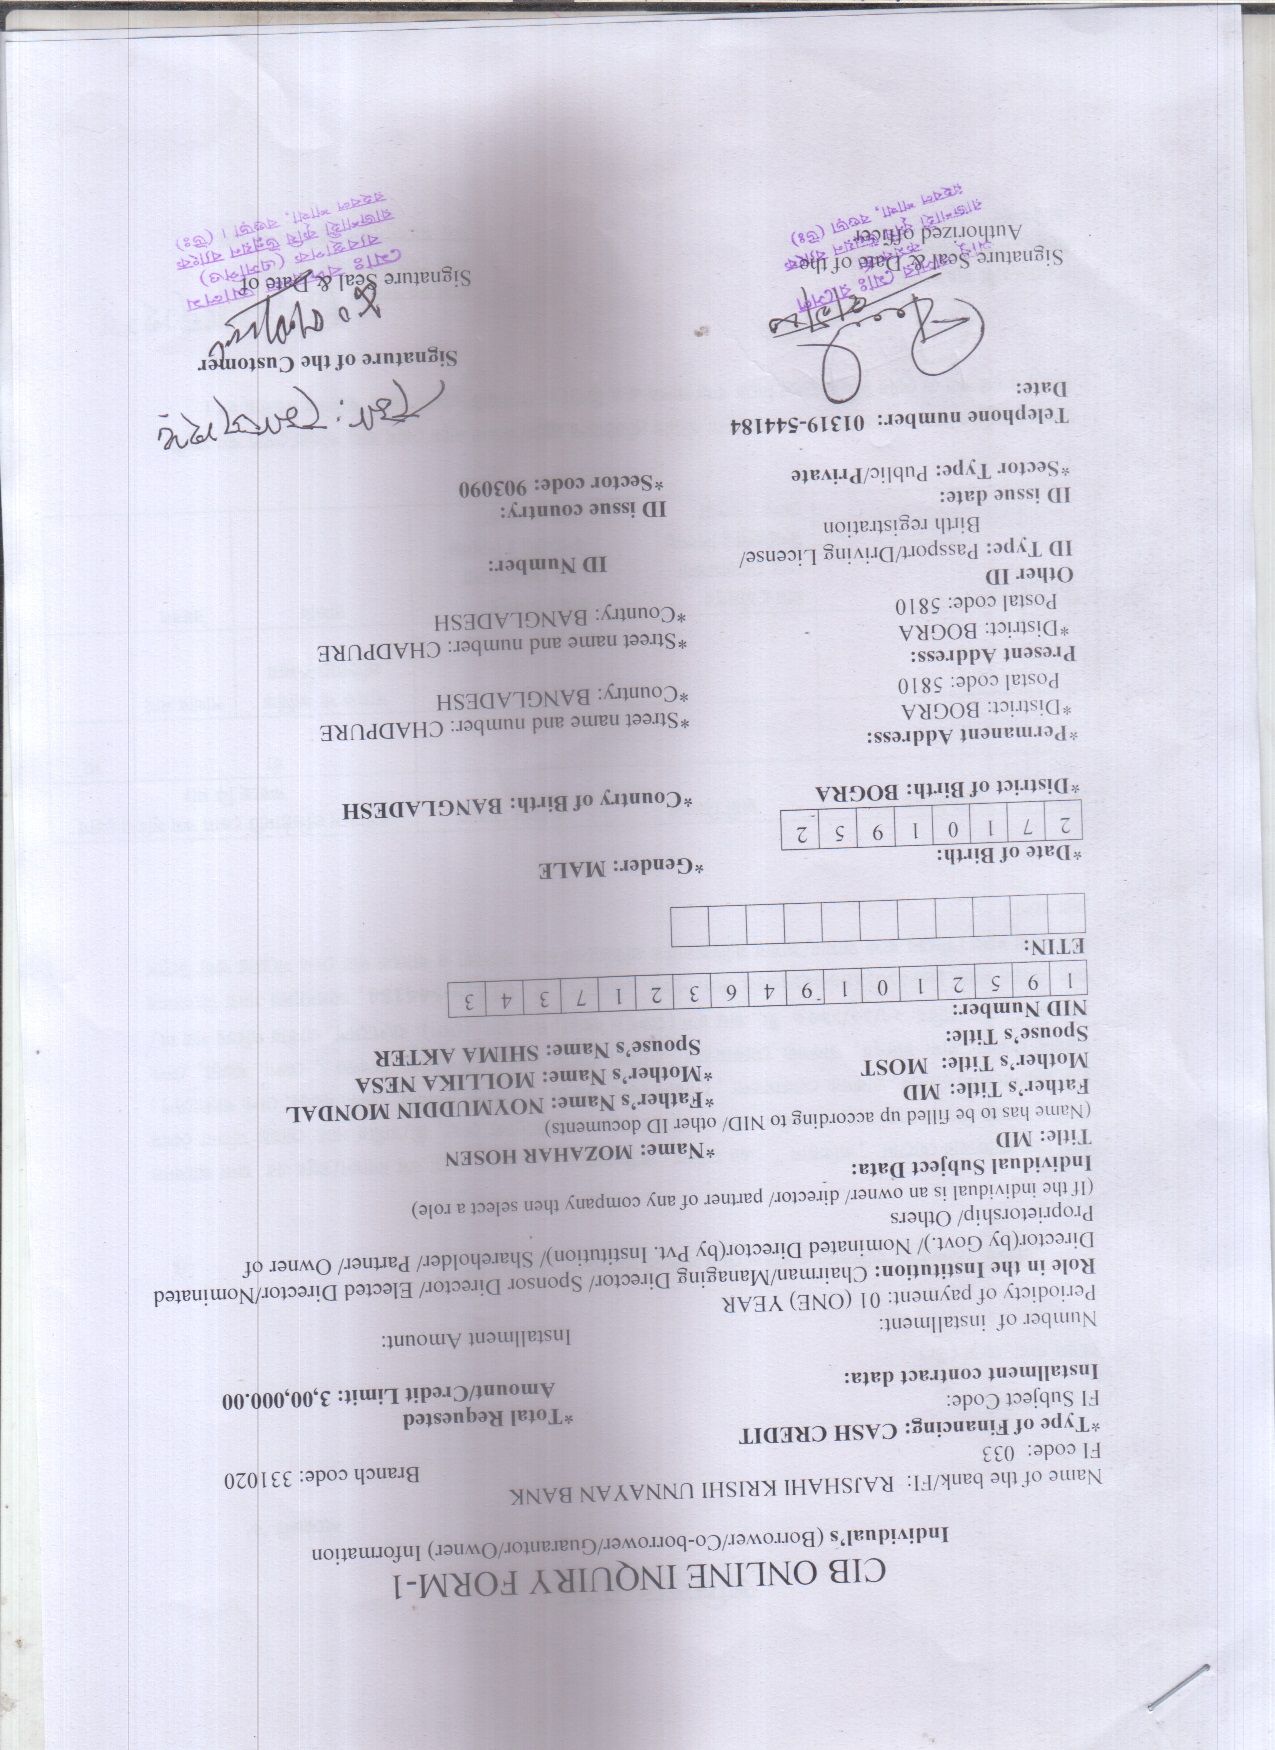 CIB ONLINE INQUIRY FORM-1
Individual's (Borrower/Co-borrower/Guarantor/Owner) Information
Name of the bank/FI: RAJSHAHI KRISHI UNNAYAN BANK
FI code: 033 Branch code: 331020
*Type of Financing: CASH CREDIT *Total Requested
FI Subject Code: Amount/Credit Limit: 3,00,000.00
Installment contract data:
Number of installment: Installment Amount:
Periodicty of payment: 01 (ONE) YEAR
Role in the Institution: Chairman/Managing Director/ Sponsor Director/ Elected Director/Nominated
Director(by Govt.)/ Nominated Director(by Pvt. Institution)/ Shareholder/ Partner/ Owner of
Proprietorship/ Others
(If the individual is an owner/ director/ partner of any company then select a role)
Individual Subject Data:
Title: MD *Name: MOZAHAR HOSEN
(Name has to be filled up according to NID/ other ID documents)
Father's Title: MD *Father's Name: NOYMUDDIN MONDAL
Mother's Title: MOST *Mother's Name: MOLLIKA NESA
Spouse's Title: Spouse's Name: SHIMA AKTER
NID Number:
1 9 5 2 1 0 1 9 4 6 3 2 1 7 3 4 3
ETIN:
*Date of Birth: *Gender: MALE
2 7 1 0 1 9 5 2
*District of Birth: BOGRA *Country of Birth: BANGLADESH
*Permanent Address:
*District: BOGRA *Street name and number: CHADPURE
Postal code: 5810 *Country: BANGLADESH
Present Address:
*District: BOGRA *Street name and number: CHADPURE
Postal code: 5810 *Country: BANGLADESH
Other ID
ID Type: Passport/Driving License/ ID Number:
Birth registration
ID issue date: ID issue country:
*Sector Type: Public/Private *Sector code: 903090
Telephone number: 01319-544184
Date:
Signature of the Customer
Signature Seal & Date of the
Authorized officer
Signature Seal & Date of